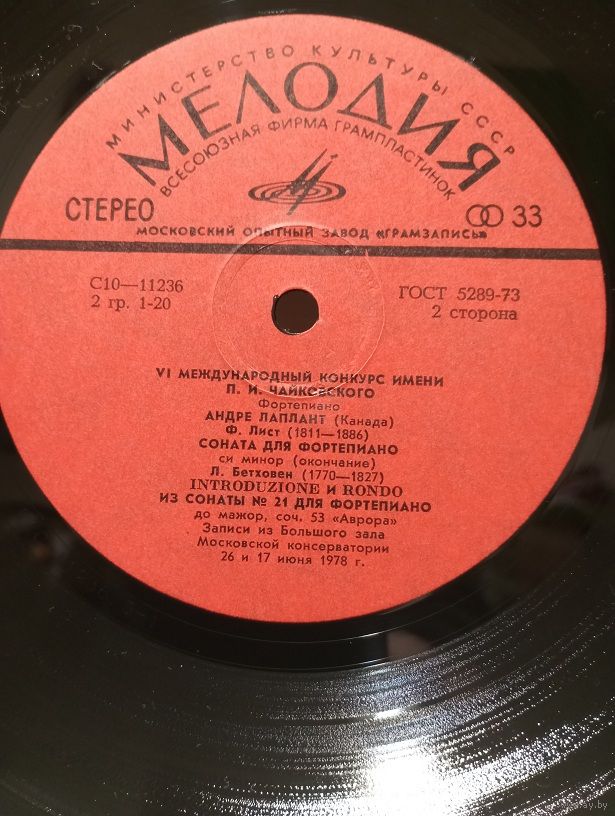 МИНИСТЕРСТВО КУЛЬТУРЫ СССР
МЕЛОДИЯ
ВСЕСОЮЗНАЯ ФИРМА ГРАМПЛАСТИНОК
СТЕРЕО
33
МОСКОВСКИЙ ОПЫТНЫЙ ЗАВОД «ГРАМЗАПИСЬ»
С10—11236
2 гр. 1-20
ГОСТ 5289-73
2 сторона
VI МЕЖДУНАРОДНЫЙ КОНКУРС ИМЕНИ
П. И. ЧАЙКОВСКОГО
Фортепиано
АНДРЕ ЛАПЛАНТ (Канада)
Ф. Лист (1811—1886)
СОНАТА ДЛЯ ФОРТЕПИАНО
си минор (окончание)
Л. Бетховен (1770—1827)
INTRODUZIONE и RONDO
ИЗ СОНАТЫ № 21 ДЛЯ ФОРТЕПИАНО
до мажор, соч. 53 «Аврора»
Записи из Большого зала
Московской консерватории
26 и 17 июня 1978 г.